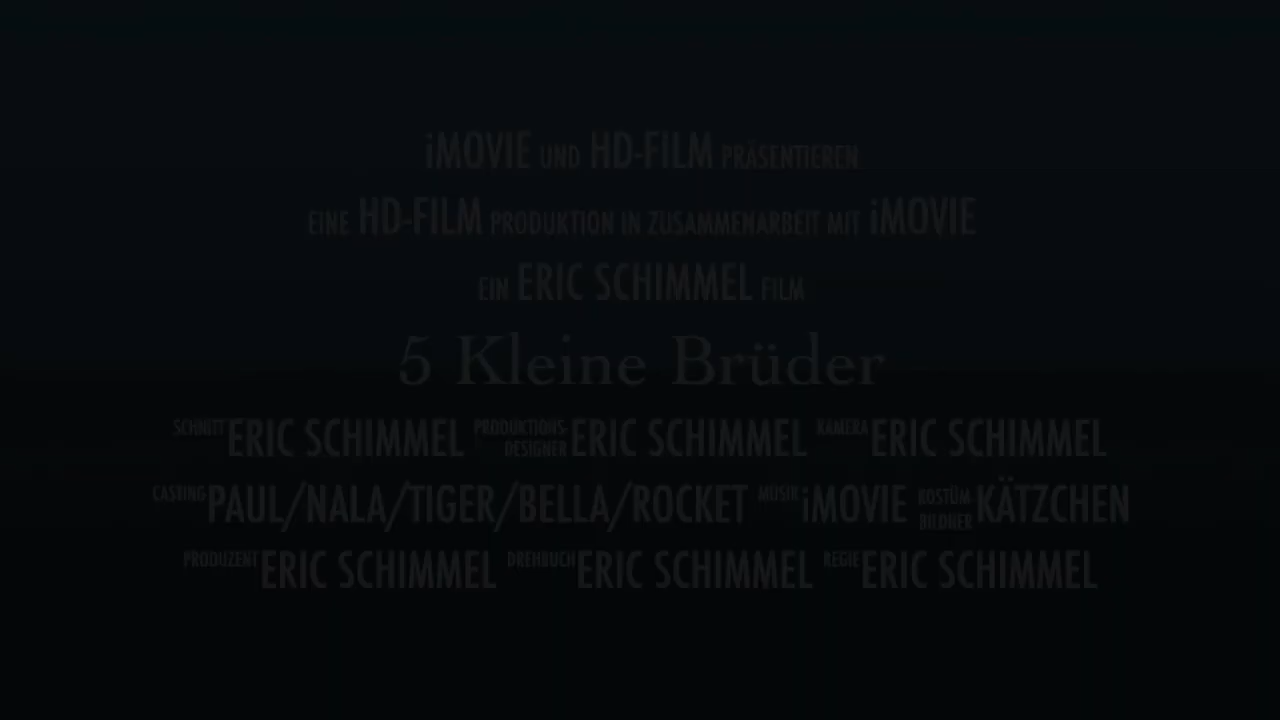 iMOVIE UND HD-FILM PRÄSENTIEREN
EINE HD-FILM PRODUKTION IN ZUSAMMENARBEIT MIT iMOVIE
EIN ERIC SCHIMMEL FILM
5 Kleine Brüder
SCHNITT ERIC SCHIMMEL PRODUKTIONS-DESIGNER ERIC SCHIMMEL KAMERA ERIC SCHIMMEL
CASTING PAUL/NALA/TIGER/BELLA/ROCKET MUSIK iMOVIE KOSTÜM-BILDNER KÄTZCHEN
PRODUZENT ERIC SCHIMMEL DREHBUCH ERIC SCHIMMEL REGIE ERIC SCHIMMEL